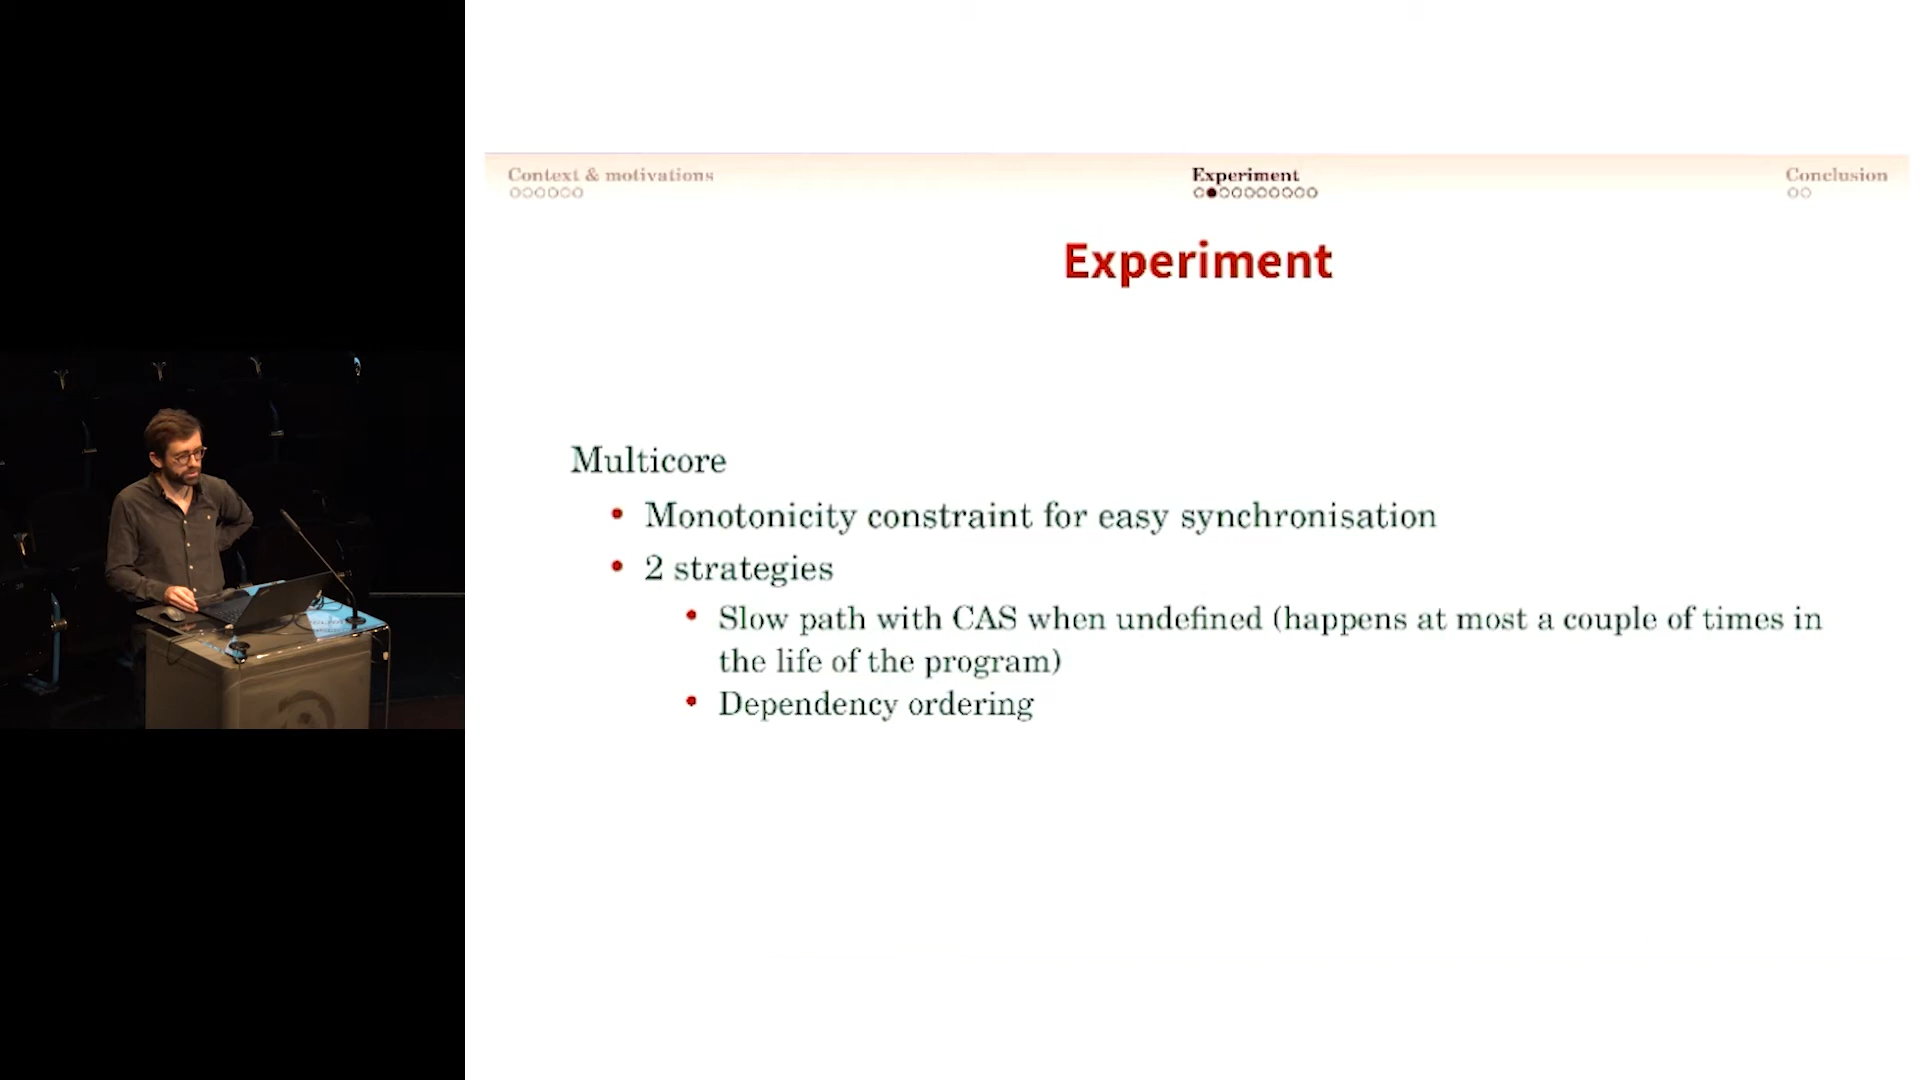 Context & motivations
Experiment
Conclusion
Experiment
Multicore
• Monotonicity constraint for easy synchronisation
• 2 strategies
• Slow path with CAS when undefined (happens at most a couple of times in
the life of the program)
• Dependency ordering